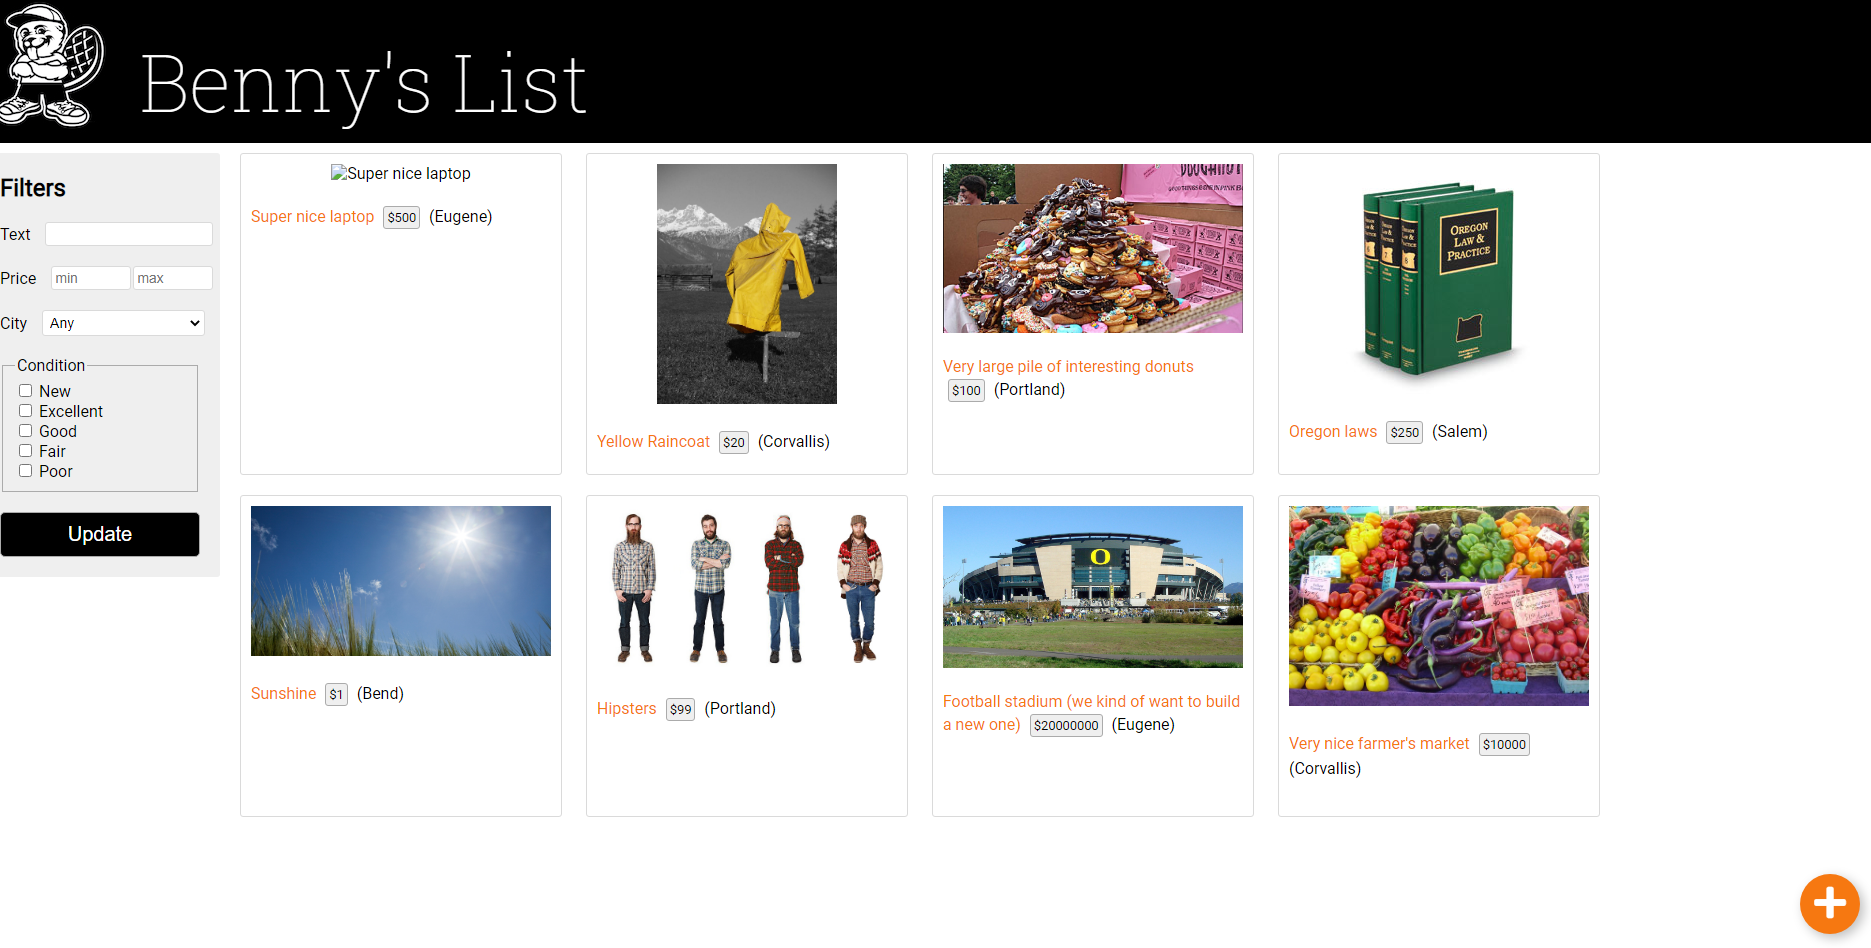 Benny's List
Filters
Text
Price min max
City Any
Condition
New
Excellent
Good
Fair
Poor
Update
Super nice laptop
Super nice laptop $500 (Eugene)
Yellow Raincoat $20 (Corvallis)
Very large pile of interesting donuts
$100 (Portland)
OREGON
LAW &
PRACTICE
Oregon laws $250 (Salem)
Sunshine $1 (Bend)
Hipsters $99 (Portland)
O
Football stadium (we kind of want to build
a new one) $20000000 (Eugene)
Very nice farmer's market $10000
(Corvallis)